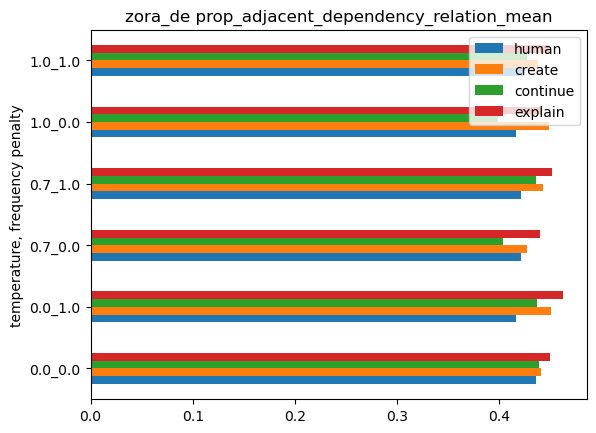 zora_de prop_adjacent_dependency_relation_mean
temperature, frequency penalty
1.0_1.0
1.0_0.0
0.7_1.0
0.7_0.0
0.0_1.0
0.0_0.0
human
create
continue
explain
0.0 0.1 0.2 0.3 0.4